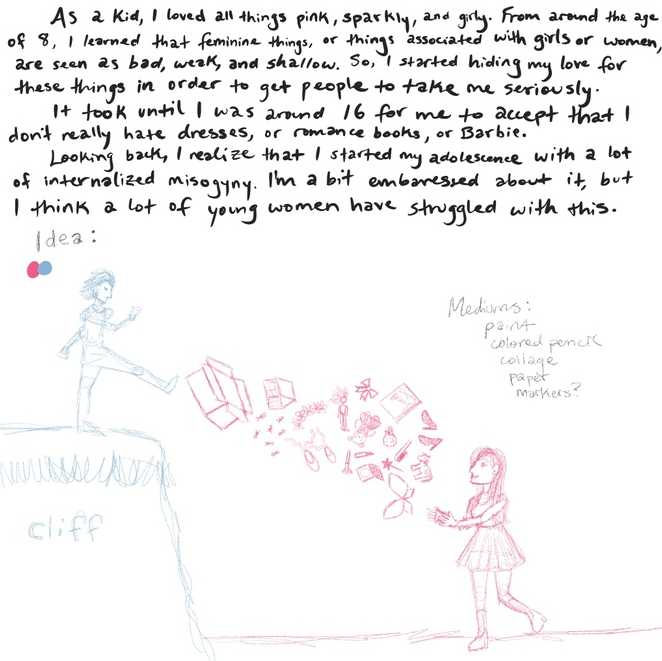 As a kid, I loved all things pink, sparkly, and girly. From around the age
of 8, I learned that feminine things, or things associated with girls or women,
are seen as bad, weak, and shallow. So, I started hiding my love for
these things in order to get people to take me seriously.
It took until I was around 16 for me to accept that I
don't really hate dresses, or romance books, or Barbie.
Looking back, I realize that I started my adolescence with a lot
of internalized misogyny. I'm a bit embaressed about it, but
I think a lot of young women have struggled with this.
Idea:
Mediums:
paint
colored pencil
collage
paper
markers?
cliff